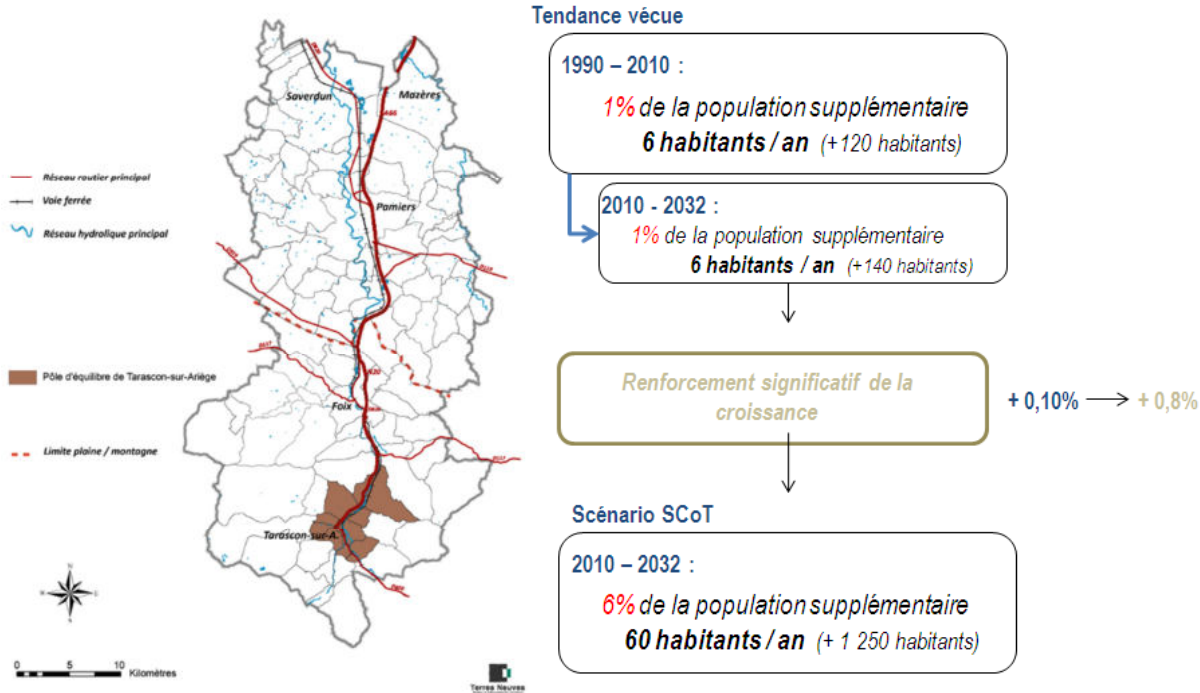 Tendance vécue
1990 – 2010 :
1% de la population supplémentaire
6 habitants / an (+120 habitants)
2010 - 2032 :
1% de la population supplémentaire
6 habitants / an (+140 habitants)
Renforcement significatif de la
croissance
+ 0,10% → + 0,8%
Scénario SCoT
2010 – 2032 :
6% de la population supplémentaire
60 habitants / an (+ 1 250 habitants)
Réseau routier principal
Voie ferrée
Réseau hydrolique principal
Pôle d'équilibre de Tarascon-sur-Ariège
Limite plaine / montagne
Saverdun
Mazères
A66
Pamiers
Foix
Tarascon-sur-A.
N
0 5 10
Kilomètres
Terres Neuves